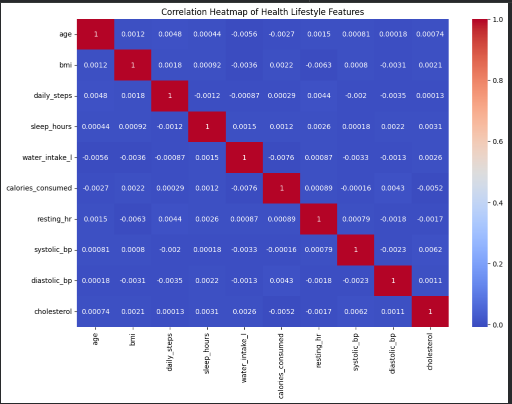 Correlation Heatmap of Health Lifestyle Features
age 1 0.0012 0.0048 0.00044 -0.0056 -0.0027 0.0015 0.00081 0.00018 0.00074
bmi 0.0012 1 0.0018 0.00092 -0.0036 0.0022 -0.0063 0.0008 -0.0031 0.0021
daily_steps 0.0048 0.0018 1 -0.0012 -0.00087 0.00029 0.0044 -0.002 -0.0035 0.00013
sleep_hours 0.00044 0.00092 -0.0012 1 0.0015 0.0012 0.0026 0.00018 0.0022 0.0031
water_intake_l -0.0056 -0.0036 -0.00087 0.0015 1 -0.0076 0.00087 -0.0033 -0.0013 0.0026
calories_consumed -0.0027 0.0022 0.00029 0.0012 -0.0076 1 0.00089 -0.00016 0.0043 -0.0052
resting_hr 0.0015 -0.0063 0.0044 0.0026 0.00087 0.00089 1 0.00079 -0.0018 -0.0017
systolic_bp 0.00081 0.0008 -0.002 0.00018 -0.0033 -0.00016 0.00079 1 -0.0023 0.0062
diastolic_bp 0.00018 -0.0031 -0.0035 0.0022 -0.0013 0.0043 -0.0018 -0.0023 1 0.0011
cholesterol 0.00074 0.0021 0.00013 0.0031 0.0026 -0.0052 -0.0017 0.0062 0.0011 1
age
bmi
daily_steps
sleep_hours
water_intake_l
calories_consumed
resting_hr
systolic_bp
diastolic_bp
cholesterol
1.0
0.8
0.6
0.4
0.2
0.0